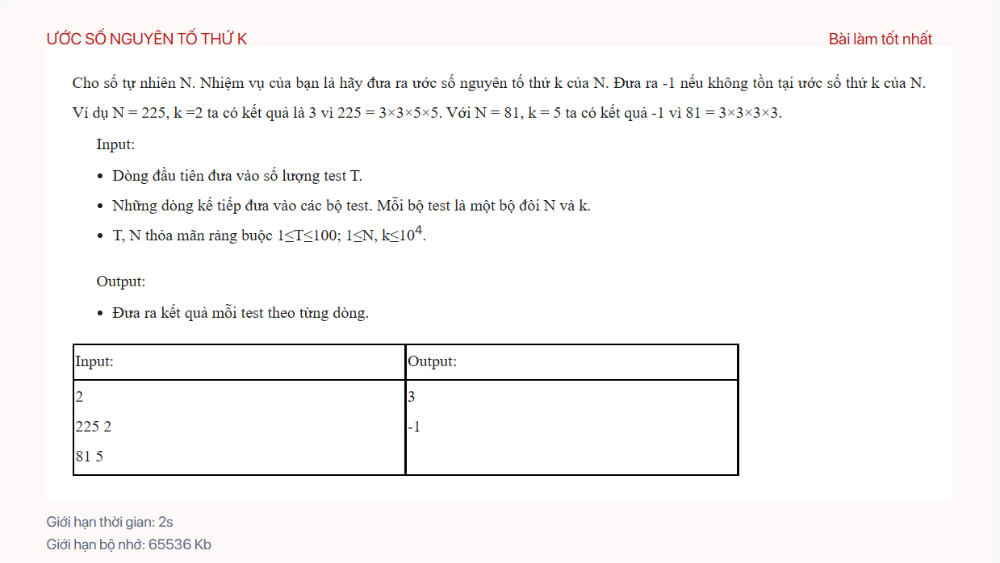 ƯỚC SỐ NGUYÊN TỐ THỨ K
Bài làm tốt nhất
Cho số tự nhiên N. Nhiệm vụ của bạn là hãy đưa ra ước số nguyên tố thứ k của N. Đưa ra -1 nếu không tồn tại ước số thứ k của N.
Ví dụ N = 225, k =2 ta có kết quả là 3 vì 225 = 3×3×5×5. Với N = 81, k = 5 ta có kết quả -1 vì 81 = 3×3×3×3.
Input:
• Dòng đầu tiên đưa vào số lượng test T.
• Những dòng kế tiếp đưa vào các bộ test. Mỗi bộ test là một bộ đôi N và k.
• T, N thỏa mãn ràng buộc 1≤T≤100; 1≤N, k≤10⁴.
Output:
• Đưa ra kết quả mỗi test theo từng dòng.
Input:
Output:
2
225 2
81 5
3
-1
Giới hạn thời gian: 2s
Giới hạn bộ nhớ: 65536 Kb